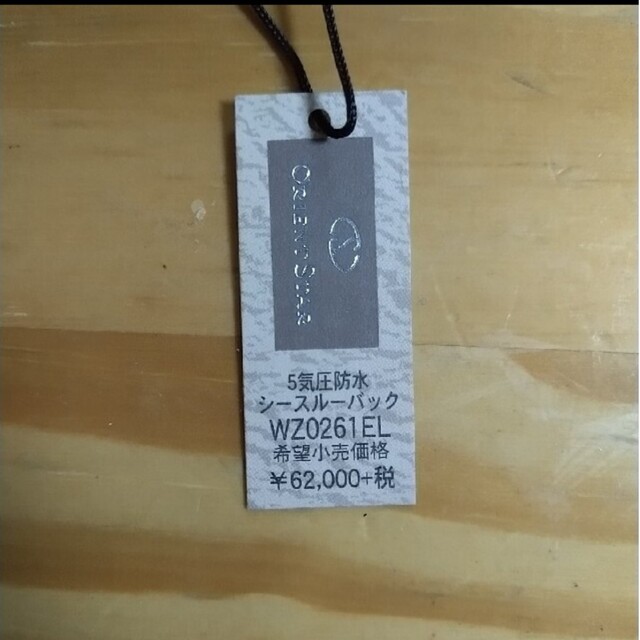 ORIENT STAR
5気圧防水
シースルーバック
WZ0261EL
希望小売価格
¥62,000+税